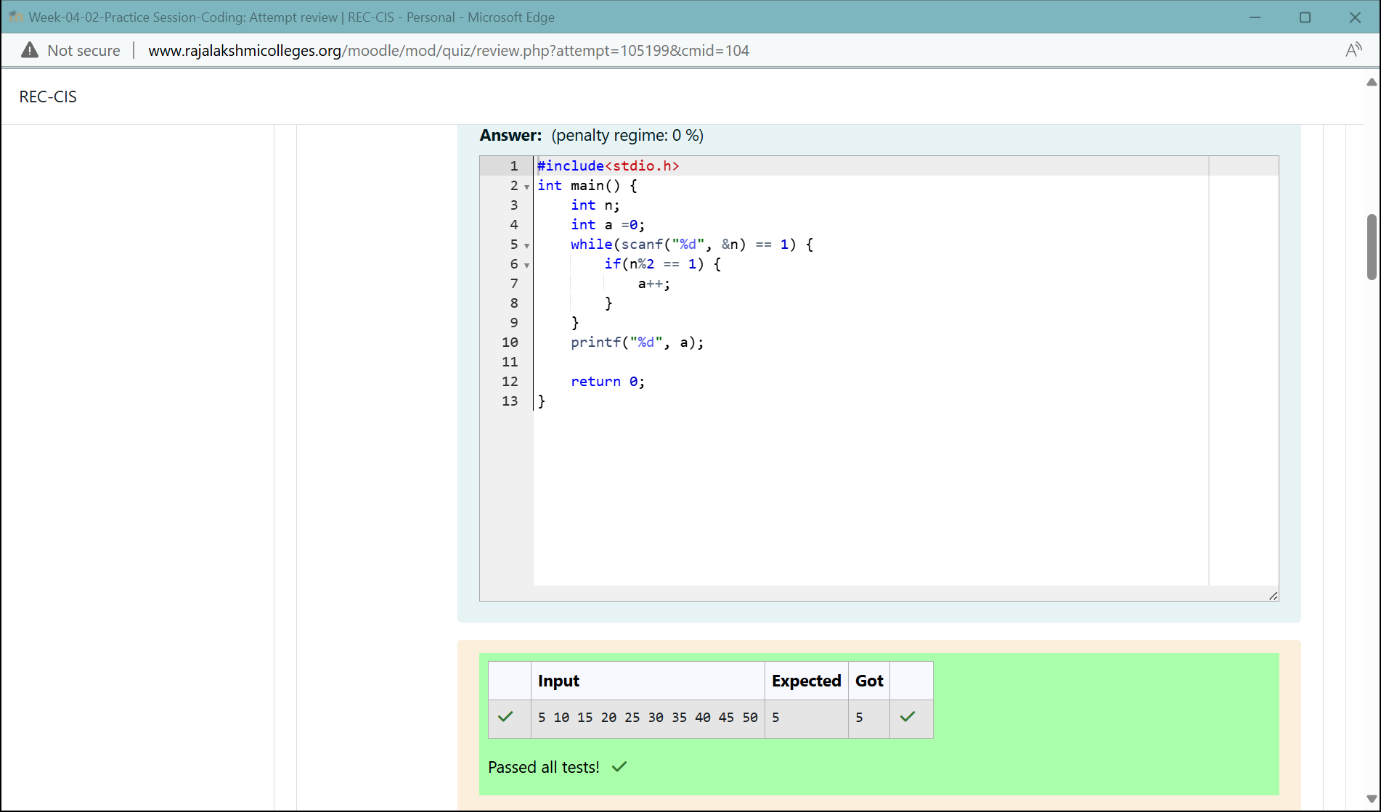 Week-04-02-Practice Session-Coding: Attempt review | REC-CIS - Personal - Microsoft Edge
Not secure | www.rajalakshmicolleges.org/moodle/mod/quiz/review.php?attempt=105199&cmid=104
REC-CIS
Answer: (penalty regime: 0 %)
1 #include<stdio.h>
2 int main() {
3     int n;
4     int a =0;
5     while(scanf("%d", &n) == 1) {
6         if(n%2 == 1) {
7             a++;
8         }
9     }
10     printf("%d", a);
11
12     return 0;
13 }
Input Expected Got
5 10 15 20 25 30 35 40 45 50 5 5
Passed all tests!